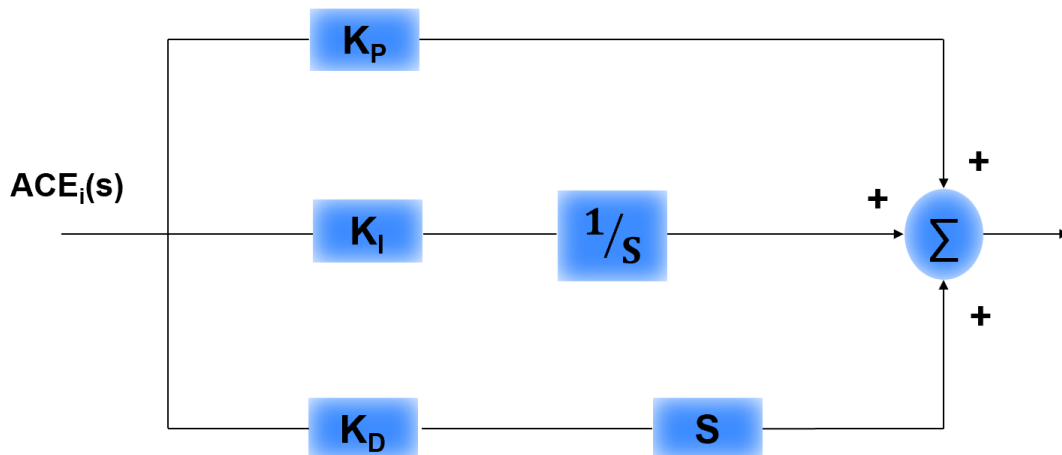 K_P
+
ACE_i(s)
+
K_I
1/s
Σ
+
K_D
S